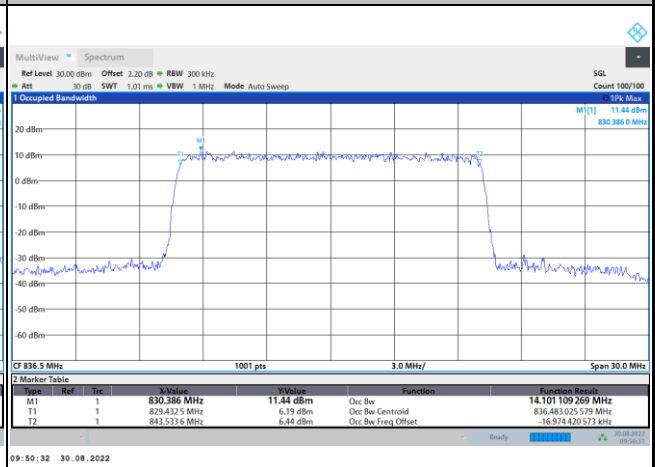 MultiView Spectrum
Ref Level 30.00 dBm Offset 2.20 dB RBW 300 kHz SGL
Att 30 dB SWT 1.01 ms VBW 1 MHz Mode Auto Sweep Count 100/100
1 Occupied Bandwidth 1Pk Max
M1[1] 11.44 dBm
830.386 0 MHz
20 dBm
M1
10 dBm
T1 T2
0 dBm
-10 dBm
-20 dBm
-30 dBm
-40 dBm
-50 dBm
-60 dBm
CF 836.5 MHz 1001 pts 3.0 MHz/ Span 30.0 MHz
2 Marker Table
Type Ref Trc X-Value Y-Value Function Function Result
M1 1 830.386 MHz 11.44 dBm Occ Bw 14.101 109 269 MHz
T1 1 829.432 5 MHz 6.19 dBm Occ Bw Centroid 836.483 025 579 MHz
T2 1 843.533 6 MHz 6.44 dBm Occ Bw Freq Offset -16.974 420 573 kHz
Ready 30.08.2022
09:50:31
09:50:32 30.08.2022